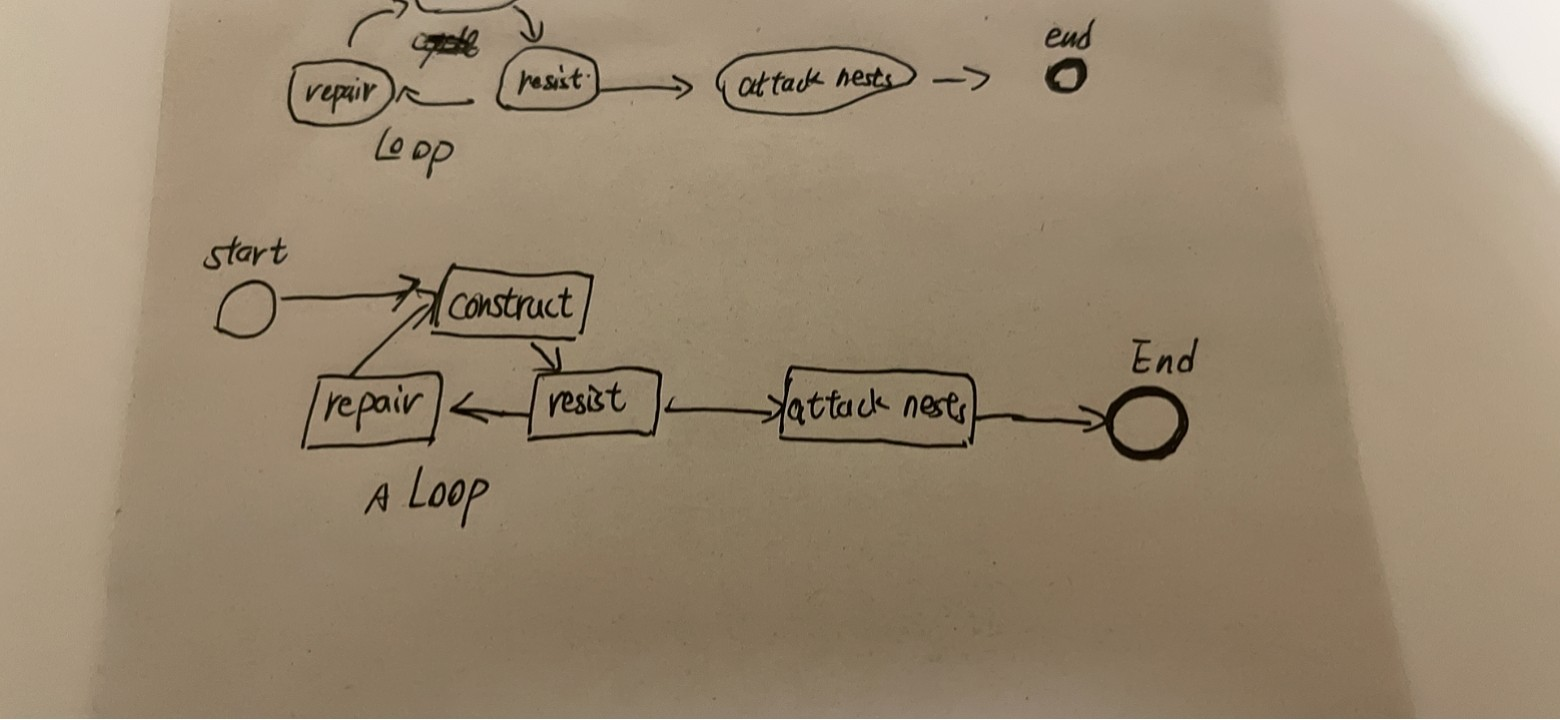 end
repair
resist
attack nests
Loop
start
construct
End
repair
resist
attack nests
A Loop